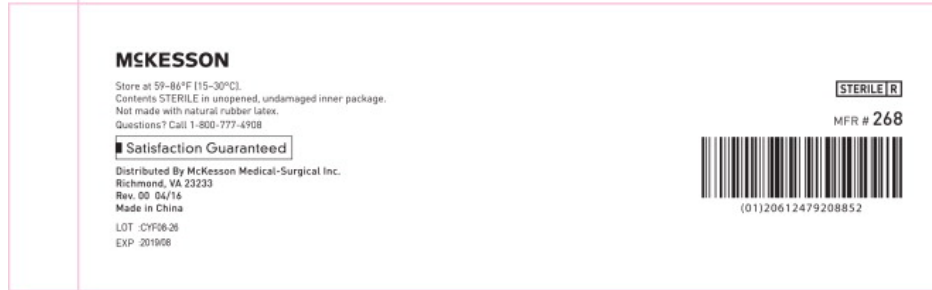 McKESSON
Store at 59–86°F (15–30°C).
Contents STERILE in unopened, undamaged inner package.
Not made with natural rubber latex.
Questions? Call 1-800-777-4908
Satisfaction Guaranteed
Distributed By McKesson Medical-Surgical Inc.
Richmond, VA 23233
Rev. 00 04/16
Made in China
LOT :CYF08-26
EXP :2019/08
STERILE R
MFR # 268
(01)20612479208852